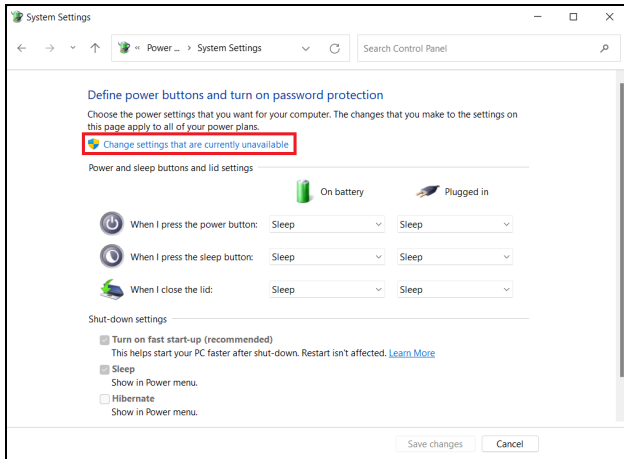 System Settings
« Power ... > System Settings
Search Control Panel
Define power buttons and turn on password protection
Choose the power settings that you want for your computer. The changes that you make to the settings on
this page apply to all of your power plans.
Change settings that are currently unavailable
Power and sleep buttons and lid settings
On battery Plugged in
When I press the power button: Sleep Sleep
When I press the sleep button: Sleep Sleep
When I close the lid: Sleep Sleep
Shut-down settings
Turn on fast start-up (recommended)
This helps start your PC faster after shut-down. Restart isn't affected. Learn More
Sleep
Show in Power menu.
Hibernate
Show in Power menu.
Save changes Cancel